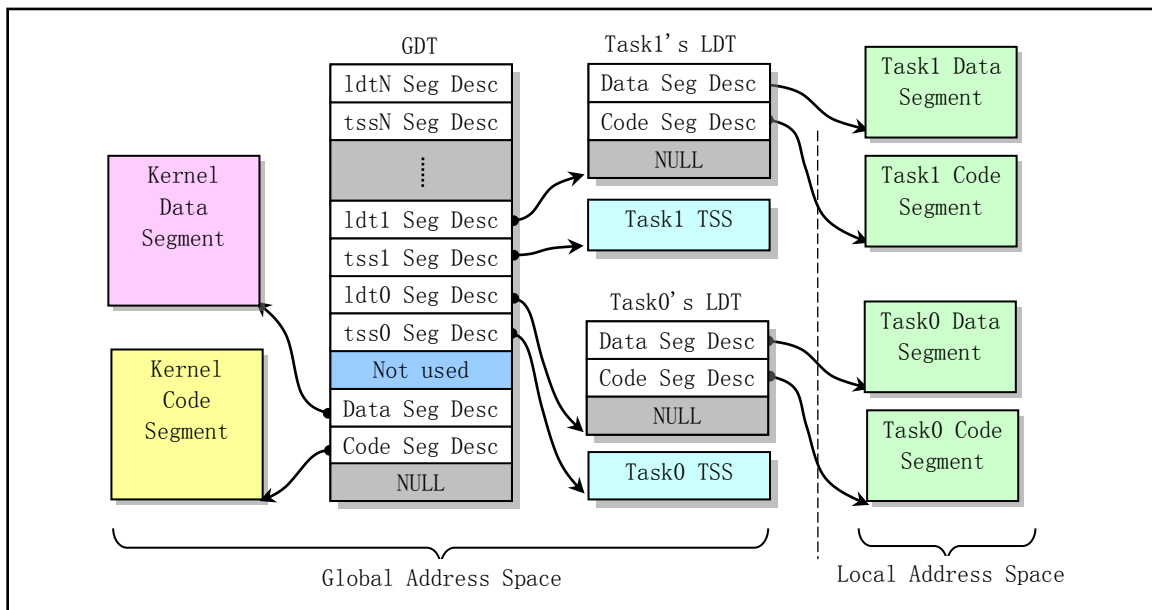 GDT
ldtN Seg Desc
tssN Seg Desc
ldt1 Seg Desc
tss1 Seg Desc
ldt0 Seg Desc
tss0 Seg Desc
Not used
Data Seg Desc
Code Seg Desc
NULL
Kernel
Data
Segment
Kernel
Code
Segment
Task1's LDT
Data Seg Desc
Code Seg Desc
NULL
Task1 TSS
Task0's LDT
Data Seg Desc
Code Seg Desc
NULL
Task0 TSS
Task1 Data
Segment
Task1 Code
Segment
Task0 Data
Segment
Task0 Code
Segment
Global Address Space
Local Address Space